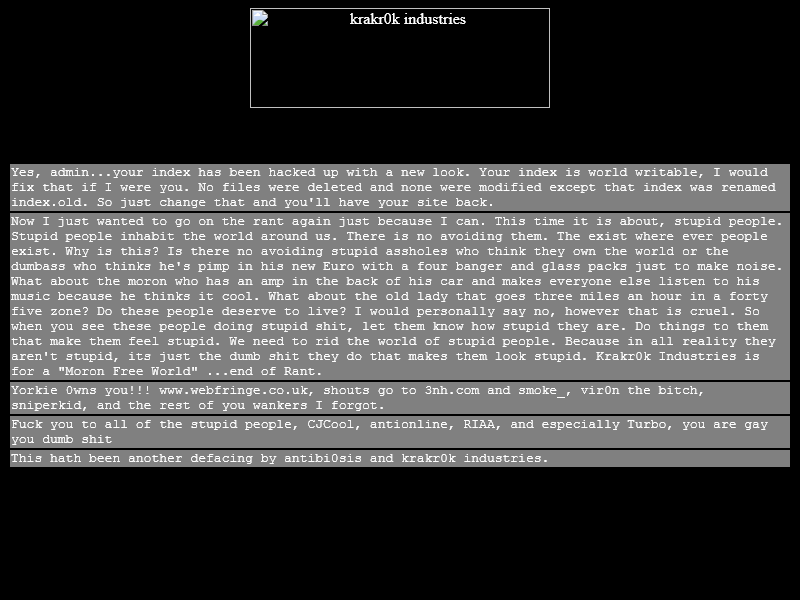 krakr0k industries
Yes, admin...your index has been hacked up with a new look. Your index is world writable, I would
fix that if I were you. No files were deleted and none were modified except that index was renamed
index.old. So just change that and you'll have your site back.
Now I just wanted to go on the rant again just because I can. This time it is about, stupid people.
Stupid people inhabit the world around us. There is no avoiding them. The exist where ever people
exist. Why is this? Is there no avoiding stupid assholes who think they own the world or the
dumbass who thinks he's pimp in his new Euro with a four banger and glass packs just to make noise.
What about the moron who has an amp in the back of his car and makes everyone else listen to his
music because he thinks it cool. What about the old lady that goes three miles an hour in a forty
five zone? Do these people deserve to live? I would personally say no, however that is cruel. So
when you see these people doing stupid shit, let them know how stupid they are. Do things to them
that make them feel stupid. We need to rid the world of stupid people. Because in all reality they
aren't stupid, its just the dumb shit they do that makes them look stupid. Krakr0k Industries is
for a "Moron Free World" ...end of Rant.
Yorkie 0wns you!!! www.webfringe.co.uk, shouts go to 3nh.com and smoke_, vir0n the bitch,
sniperkid, and the rest of you wankers I forgot.
Fuck you to all of the stupid people, CJCool, antionline, RIAA, and especially Turbo, you are gay
you dumb shit
This hath been another defacing by antibi0sis and krakr0k industries.